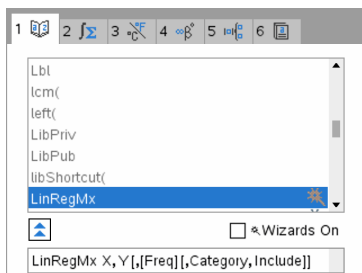 1 2 ∫Σ 3 °C°F 4 ∞β° 5 6
Lbl
lcm(
left(
LibPriv
LibPub
libShortcut(
LinRegMx
Wizards On
LinRegMx X,Y[,[Freq][,Category, Include]]